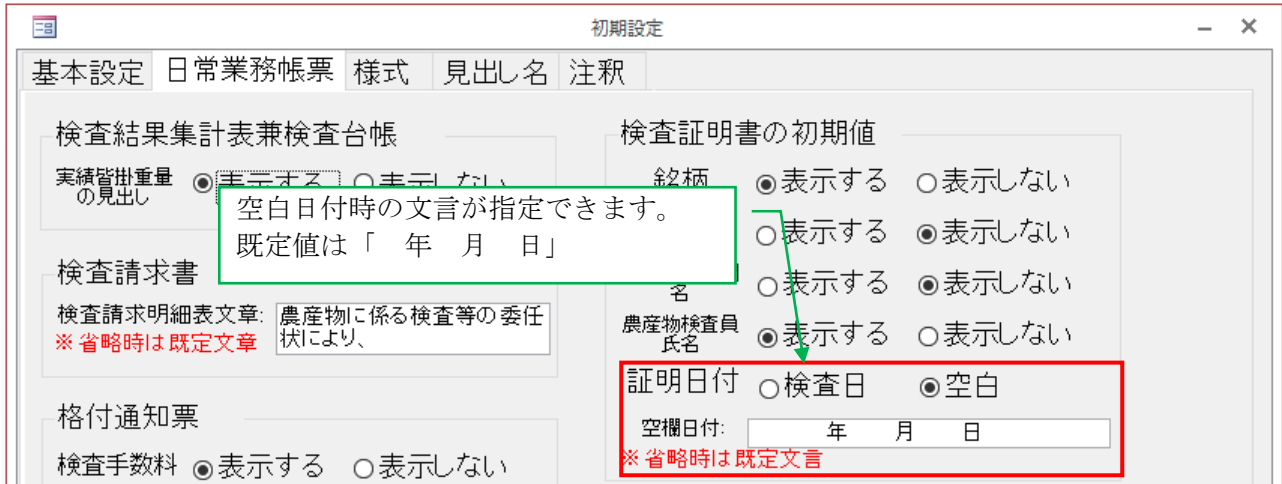 初期設定
基本設定 日常業務帳票 様式 見出し名 注釈
検査結果集計表兼検査台帳
実績皆掛重量
の見出し
表示する 表示しない
空白日付時の文言が指定できます。
既定値は「　年　月　日」
検査請求書
検査請求明細表文章:
※省略時は既定文章
農産物に係る検査等の委任
状により、
格付通知票
検査手数料 表示する 表示しない
検査証明書の初期値
銘柄 表示する 表示しない
表示する 表示しない
名 表示する 表示しない
農産物検査員
氏名
表示する 表示しない
証明日付 検査日 空白
空欄日付: 年 月 日
※省略時は既定文言